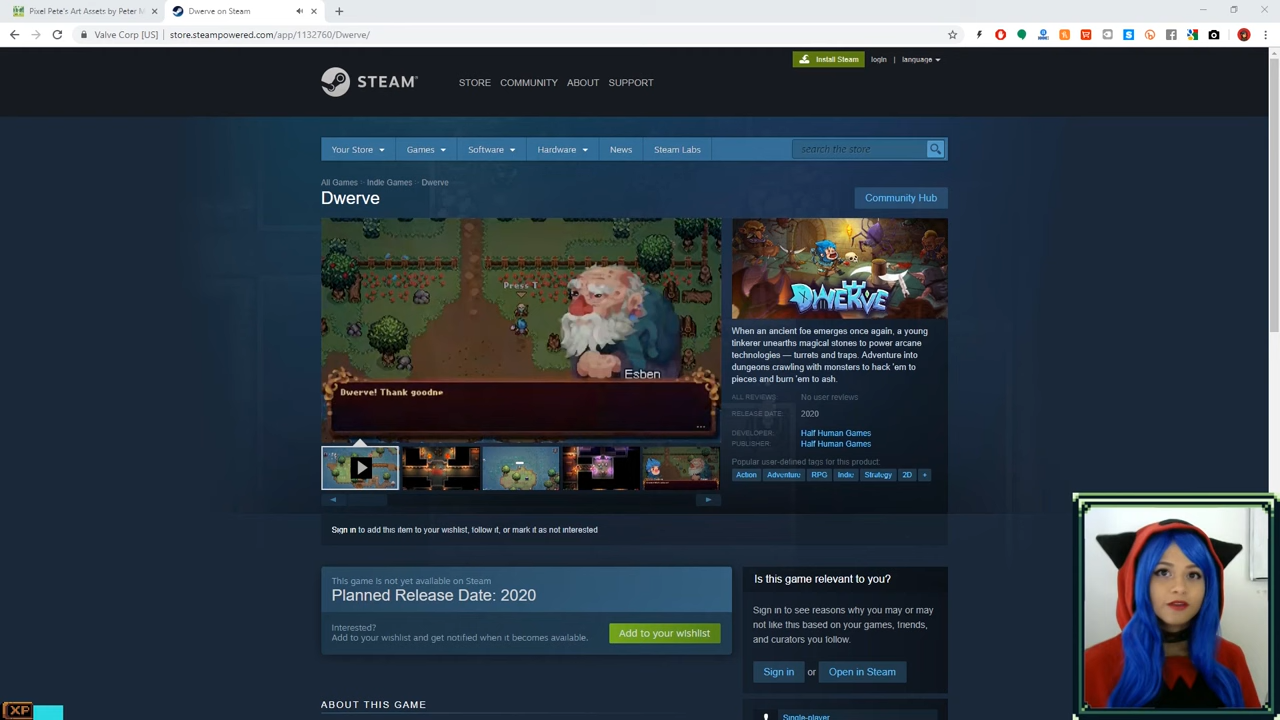 Pixel Pete's Art Assets by Peter M
Dwerve on Steam
Valve Corp [US]
store.steampowered.com/app/1132760/Dwerve/
Install Steam
login
language
STEAM
STORE
COMMUNITY
ABOUT
SUPPORT
Your Store
Games
Software
Hardware
News
Steam Labs
search the store
All Games > Indie Games > Dwerve
Dwerve
Community Hub
Press T
Esben
Dwerve! Thank goodne
...
DWERVE
When an ancient foe emerges once again, a young
tinkerer unearths magical stones to power arcane
technologies — turrets and traps. Adventure into
dungeons crawling with monsters to hack 'em to
pieces and burn 'em to ash.
ALL REVIEWS: No user reviews
RELEASE DATE: 2020
DEVELOPER: Half Human Games
PUBLISHER: Half Human Games
Popular user-defined tags for this product:
Action Adventure RPG Indie Strategy 2D +
Sign in to add this item to your wishlist, follow it, or mark it as not interested
This game is not yet available on Steam
Planned Release Date: 2020
Interested?
Add to your wishlist and get notified when it becomes available.
Add to your wishlist
Is this game relevant to you?
Sign in to see reasons why you may or may
not like this based on your games, friends,
and curators you follow.
Sign in or Open in Steam
ABOUT THIS GAME
Single-player
XP